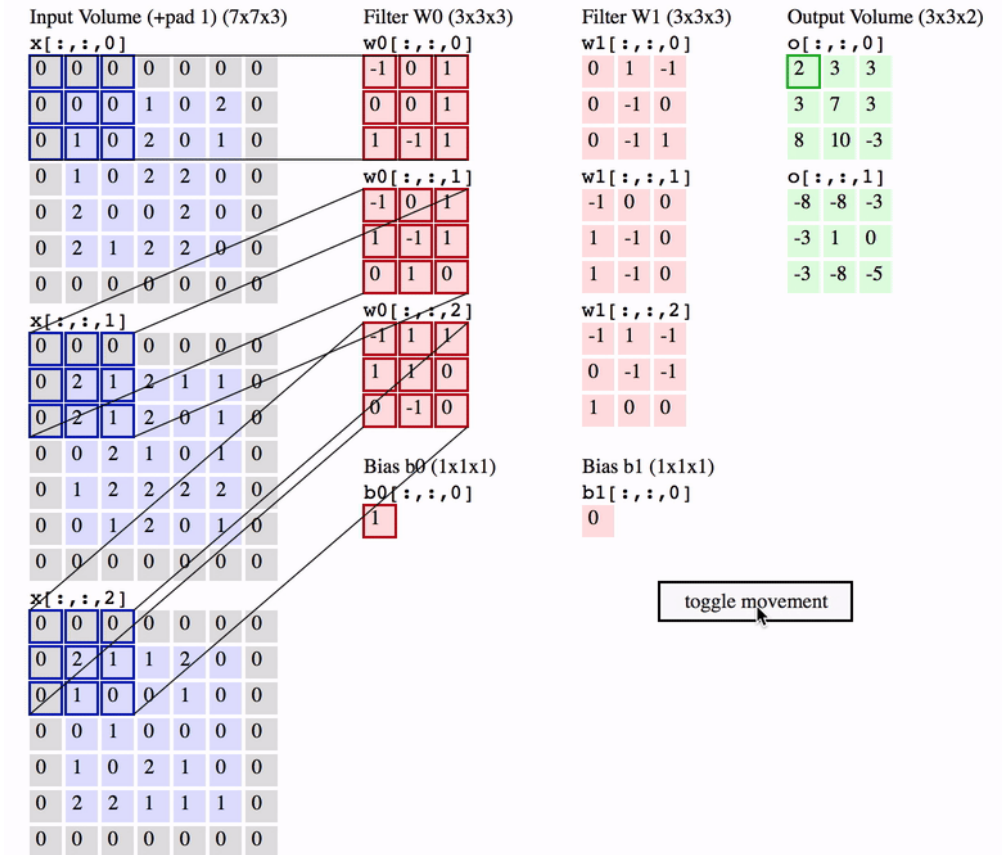 Input Volume (+pad 1) (7x7x3)
x[:,:,0]
0 0 0 0 0 0 0
0 0 0 1 0 2 0
0 1 0 2 0 1 0
0 1 0 2 2 0 0
0 2 0 0 2 0 0
0 2 1 2 2 0 0
0 0 0 0 0 0 0
x[:,:,1]
0 0 0 0 0 0 0
0 2 1 2 1 1 0
0 2 1 2 0 1 0
0 0 2 1 0 1 0
0 1 2 2 2 2 0
0 0 1 2 0 1 0
0 0 0 0 0 0 0
x[:,:,2]
0 0 0 0 0 0 0
0 2 1 1 2 0 0
0 1 0 0 1 0 0
0 0 1 0 0 0 0
0 1 0 2 1 0 0
0 2 2 1 1 1 0
0 0 0 0 0 0 0
Filter W0 (3x3x3)
w0[:,:,0]
-1 0 1
0 0 1
1 -1 1
w0[:,:,1]
-1 0 1
1 -1 1
0 1 0
w0[:,:,2]
-1 1 1
1 1 0
0 -1 0
Bias b0 (1x1x1)
b0[:,:,0]
1
Filter W1 (3x3x3)
w1[:,:,0]
0 1 -1
0 -1 0
0 -1 1
w1[:,:,1]
-1 0 0
1 -1 0
1 -1 0
w1[:,:,2]
-1 1 -1
0 -1 -1
1 0 0
Bias b1 (1x1x1)
b1[:,:,0]
0
Output Volume (3x3x2)
o[:,:,0]
2 3 3
3 7 3
8 10 -3
o[:,:,1]
-8 -8 -3
-3 1 0
-3 -8 -5
toggle movement